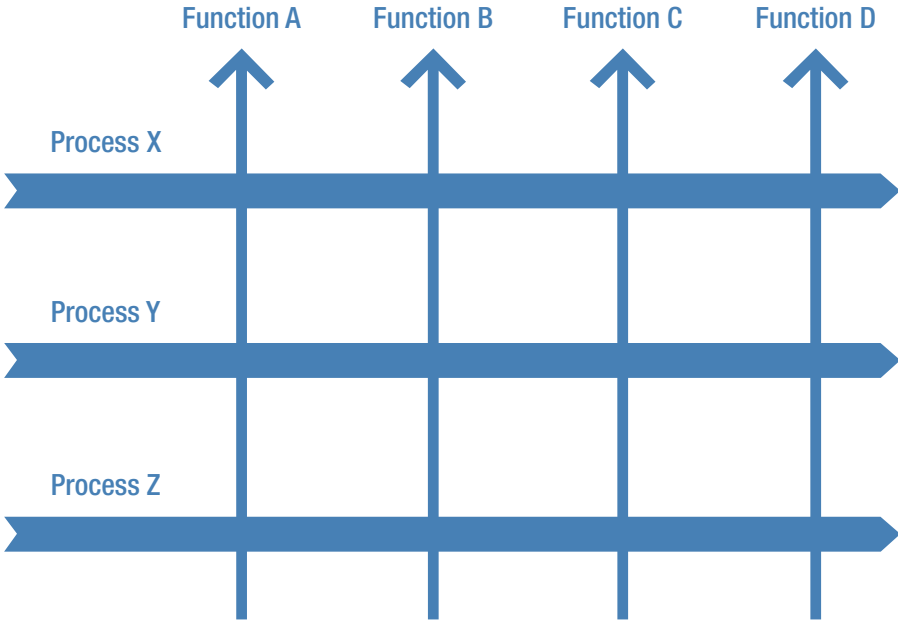 Function A
Function B
Function C
Function D
Process X
Process Y
Process Z